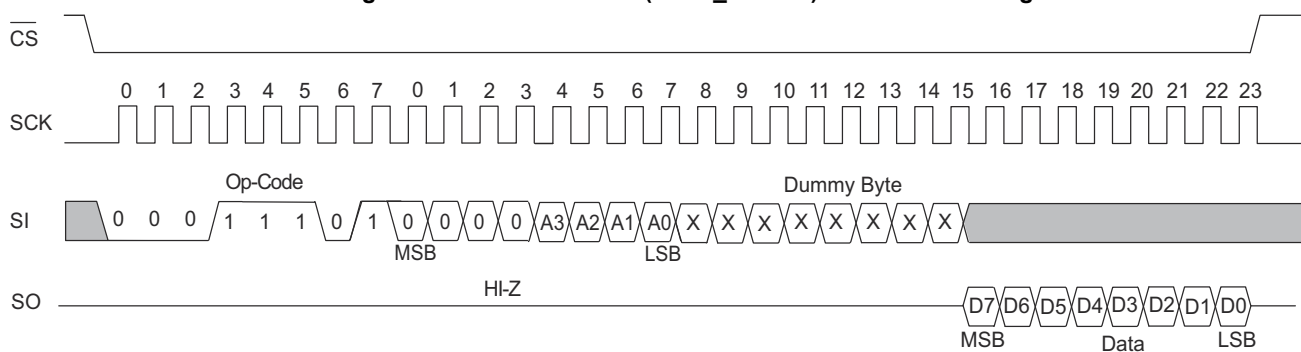 CS
0 1 2 3 4 5 6 7 0 1 2 3 4 5 6 7 8 9 10 11 12 13 14 15 16 17 18 19 20 21 22 23
SCK
Op-Code Dummy Byte
SI 0 0 0 1 1 1 0 1 0 0 0 0 A3 A2 A1 A0 X X X X X X X X
MSB LSB
HI-Z
SO D7 D6 D5 D4 D3 D2 D1 D0
MSB Data LSB